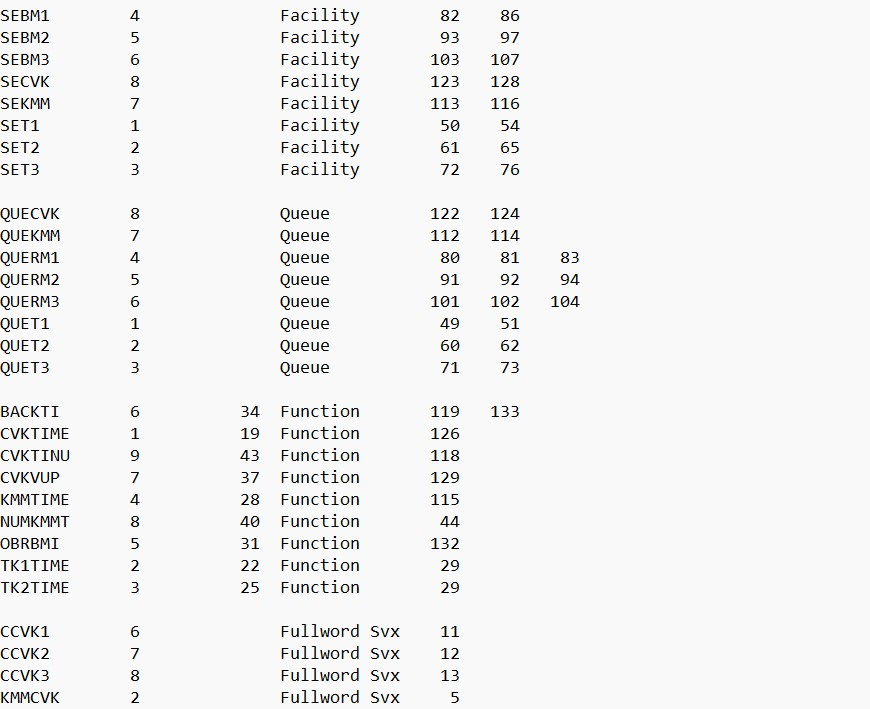 SEBM1 4 Facility 82 86
SEBM2 5 Facility 93 97
SEBM3 6 Facility 103 107
SECVK 8 Facility 123 128
SEKMM 7 Facility 113 116
SET1 1 Facility 50 54
SET2 2 Facility 61 65
SET3 3 Facility 72 76
QUECVK 8 Queue 122 124
QUEKMM 7 Queue 112 114
QUERM1 4 Queue 80 81 83
QUERM2 5 Queue 91 92 94
QUERM3 6 Queue 101 102 104
QUET1 1 Queue 49 51
QUET2 2 Queue 60 62
QUET3 3 Queue 71 73
BACKTI 6 34 Function 119 133
CVKTIME 1 19 Function 126
CVKTINU 9 43 Function 118
CVKVUP 7 37 Function 129
KMMTIME 4 28 Function 115
NUMKMMT 8 40 Function 44
OBRBMI 5 31 Function 132
TK1TIME 2 22 Function 29
TK2TIME 3 25 Function 29
CCVK1 6 Fullword Svx 11
CCVK2 7 Fullword Svx 12
CCVK3 8 Fullword Svx 13
KMMCVK 2 Fullword Svx 5